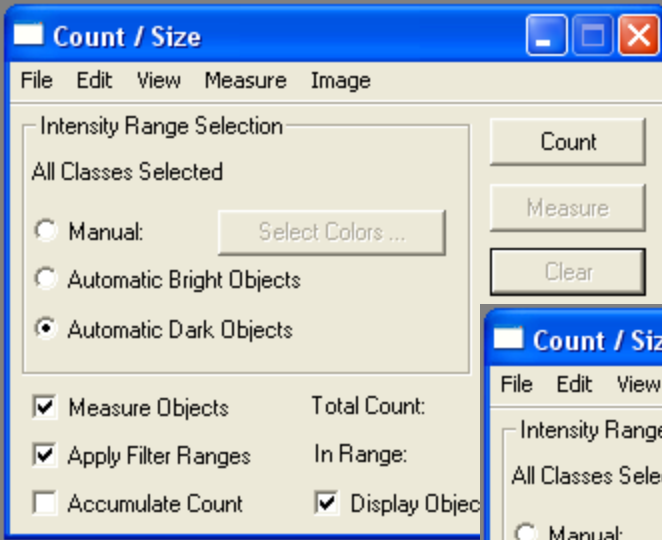 Count / Size
File Edit View Measure Image
Intensity Range Selection
All Classes Selected
Manual:
Select Colors ...
Automatic Bright Objects
Automatic Dark Objects
Count
Measure
Clear
Measure Objects
Total Count:
Apply Filter Ranges
In Range:
Accumulate Count
Display Objec
Count / Siz
File Edit View
Intensity Range
All Classes Sele
Manual: